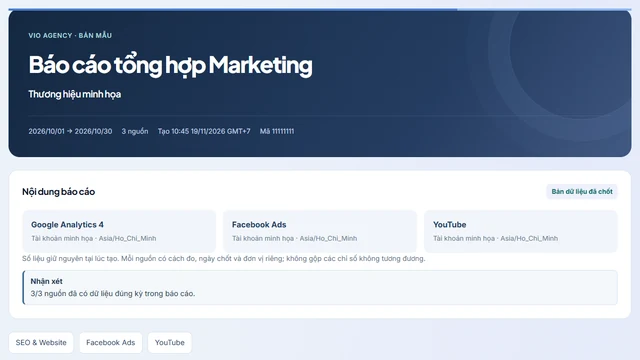 VIO AGENCY · BẢN MẪU
Báo cáo tổng hợp Marketing
Thương hiệu minh họa
2026/10/01 → 2026/10/30 3 nguồn Tạo 10:45 19/11/2026 GMT+7 Mã 11111111
Nội dung báo cáo
Bản dữ liệu đã chốt
Google Analytics 4
Tài khoản minh họa · Asia/Ho_Chi_Minh
Facebook Ads
Tài khoản minh họa · Asia/Ho_Chi_Minh
YouTube
Tài khoản minh họa · Asia/Ho_Chi_Minh
Số liệu giữ nguyên tại lúc tạo. Mỗi nguồn có cách đo, ngày chốt và đơn vị riêng; không gộp các chỉ số không tương đương.
Nhận xét
3/3 nguồn đã có dữ liệu đúng kỳ trong báo cáo.
SEO & Website
Facebook Ads
YouTube